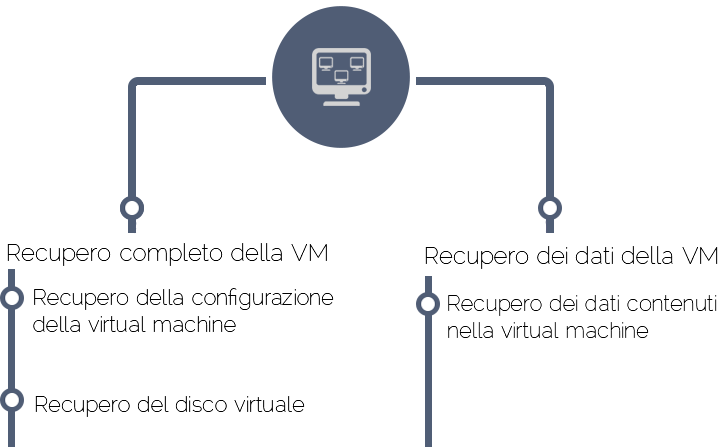 Recupero completo della VM
Recupero della configurazione
della virtual machine
Recupero del disco virtuale
Recupero dei dati della VM
Recupero dei dati contenuti
nella virtual machine